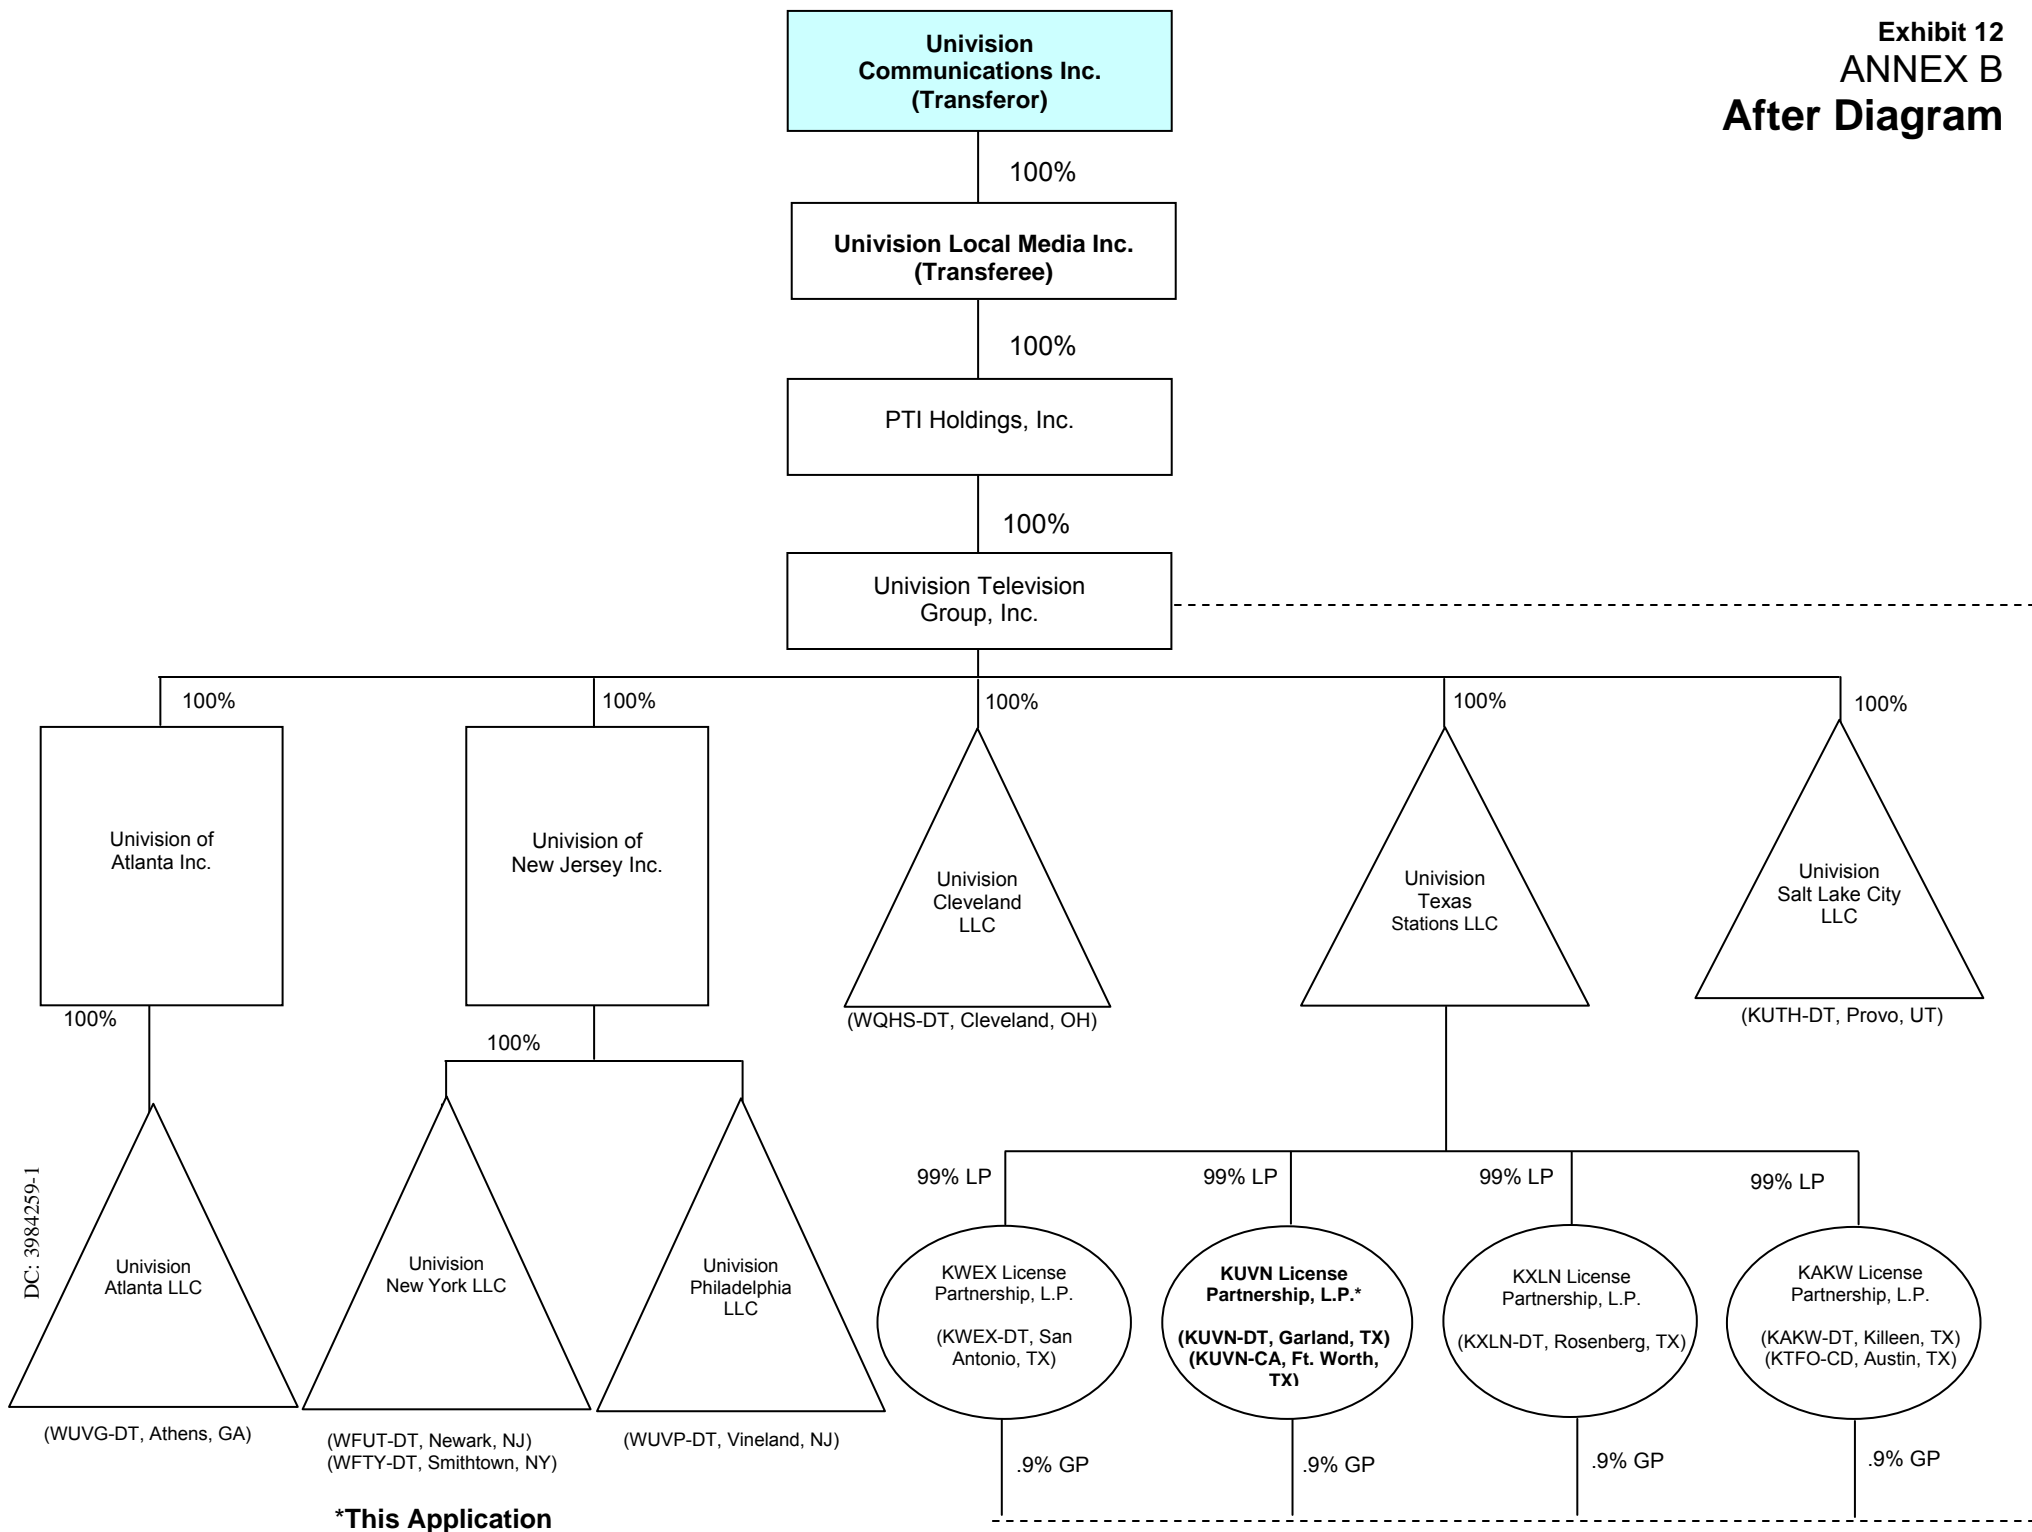 Exhibit 12
ANNEX B
After Diagram
Univision
Communications Inc.
(Transferor)
100%
Univision Local Media Inc.
(Transferee)
100%
PTI Holdings, Inc.
100%
Univision Television
Group, Inc.
100%
100%
100%
100%
100%
Univision of
Atlanta Inc.
Univision of
New Jersey Inc.
Univision
Cleveland
LLC
Univision
Texas
Stations LLC
Univision
Salt Lake City
LLC
(WQHS-DT, Cleveland, OH)
(KUTH-DT, Provo, UT)
100%
100%
99% LP
99% LP
99% LP
99% LP
DC: 3984259-1
Univision
Atlanta LLC
Univision
New York LLC
Univision
Philadelphia
LLC
KWEX License
Partnership, L.P.
(KWEX-DT, San
Antonio, TX)
KUVN License
Partnership, L.P.*
(KUVN-DT, Garland, TX)
(KUVN-CA, Ft. Worth,
TX)
KXLN License
Partnership, L.P.
(KXLN-DT, Rosenberg, TX)
KAKW License
Partnership, L.P.
(KAKW-DT, Killeen, TX)
(KTFO-CD, Austin, TX)
(WUVG-DT, Athens, GA)
(WFUT-DT, Newark, NJ)
(WFTY-DT, Smithtown, NY)
(WUVP-DT, Vineland, NJ)
.9% GP
.9% GP
.9% GP
.9% GP
*This Application